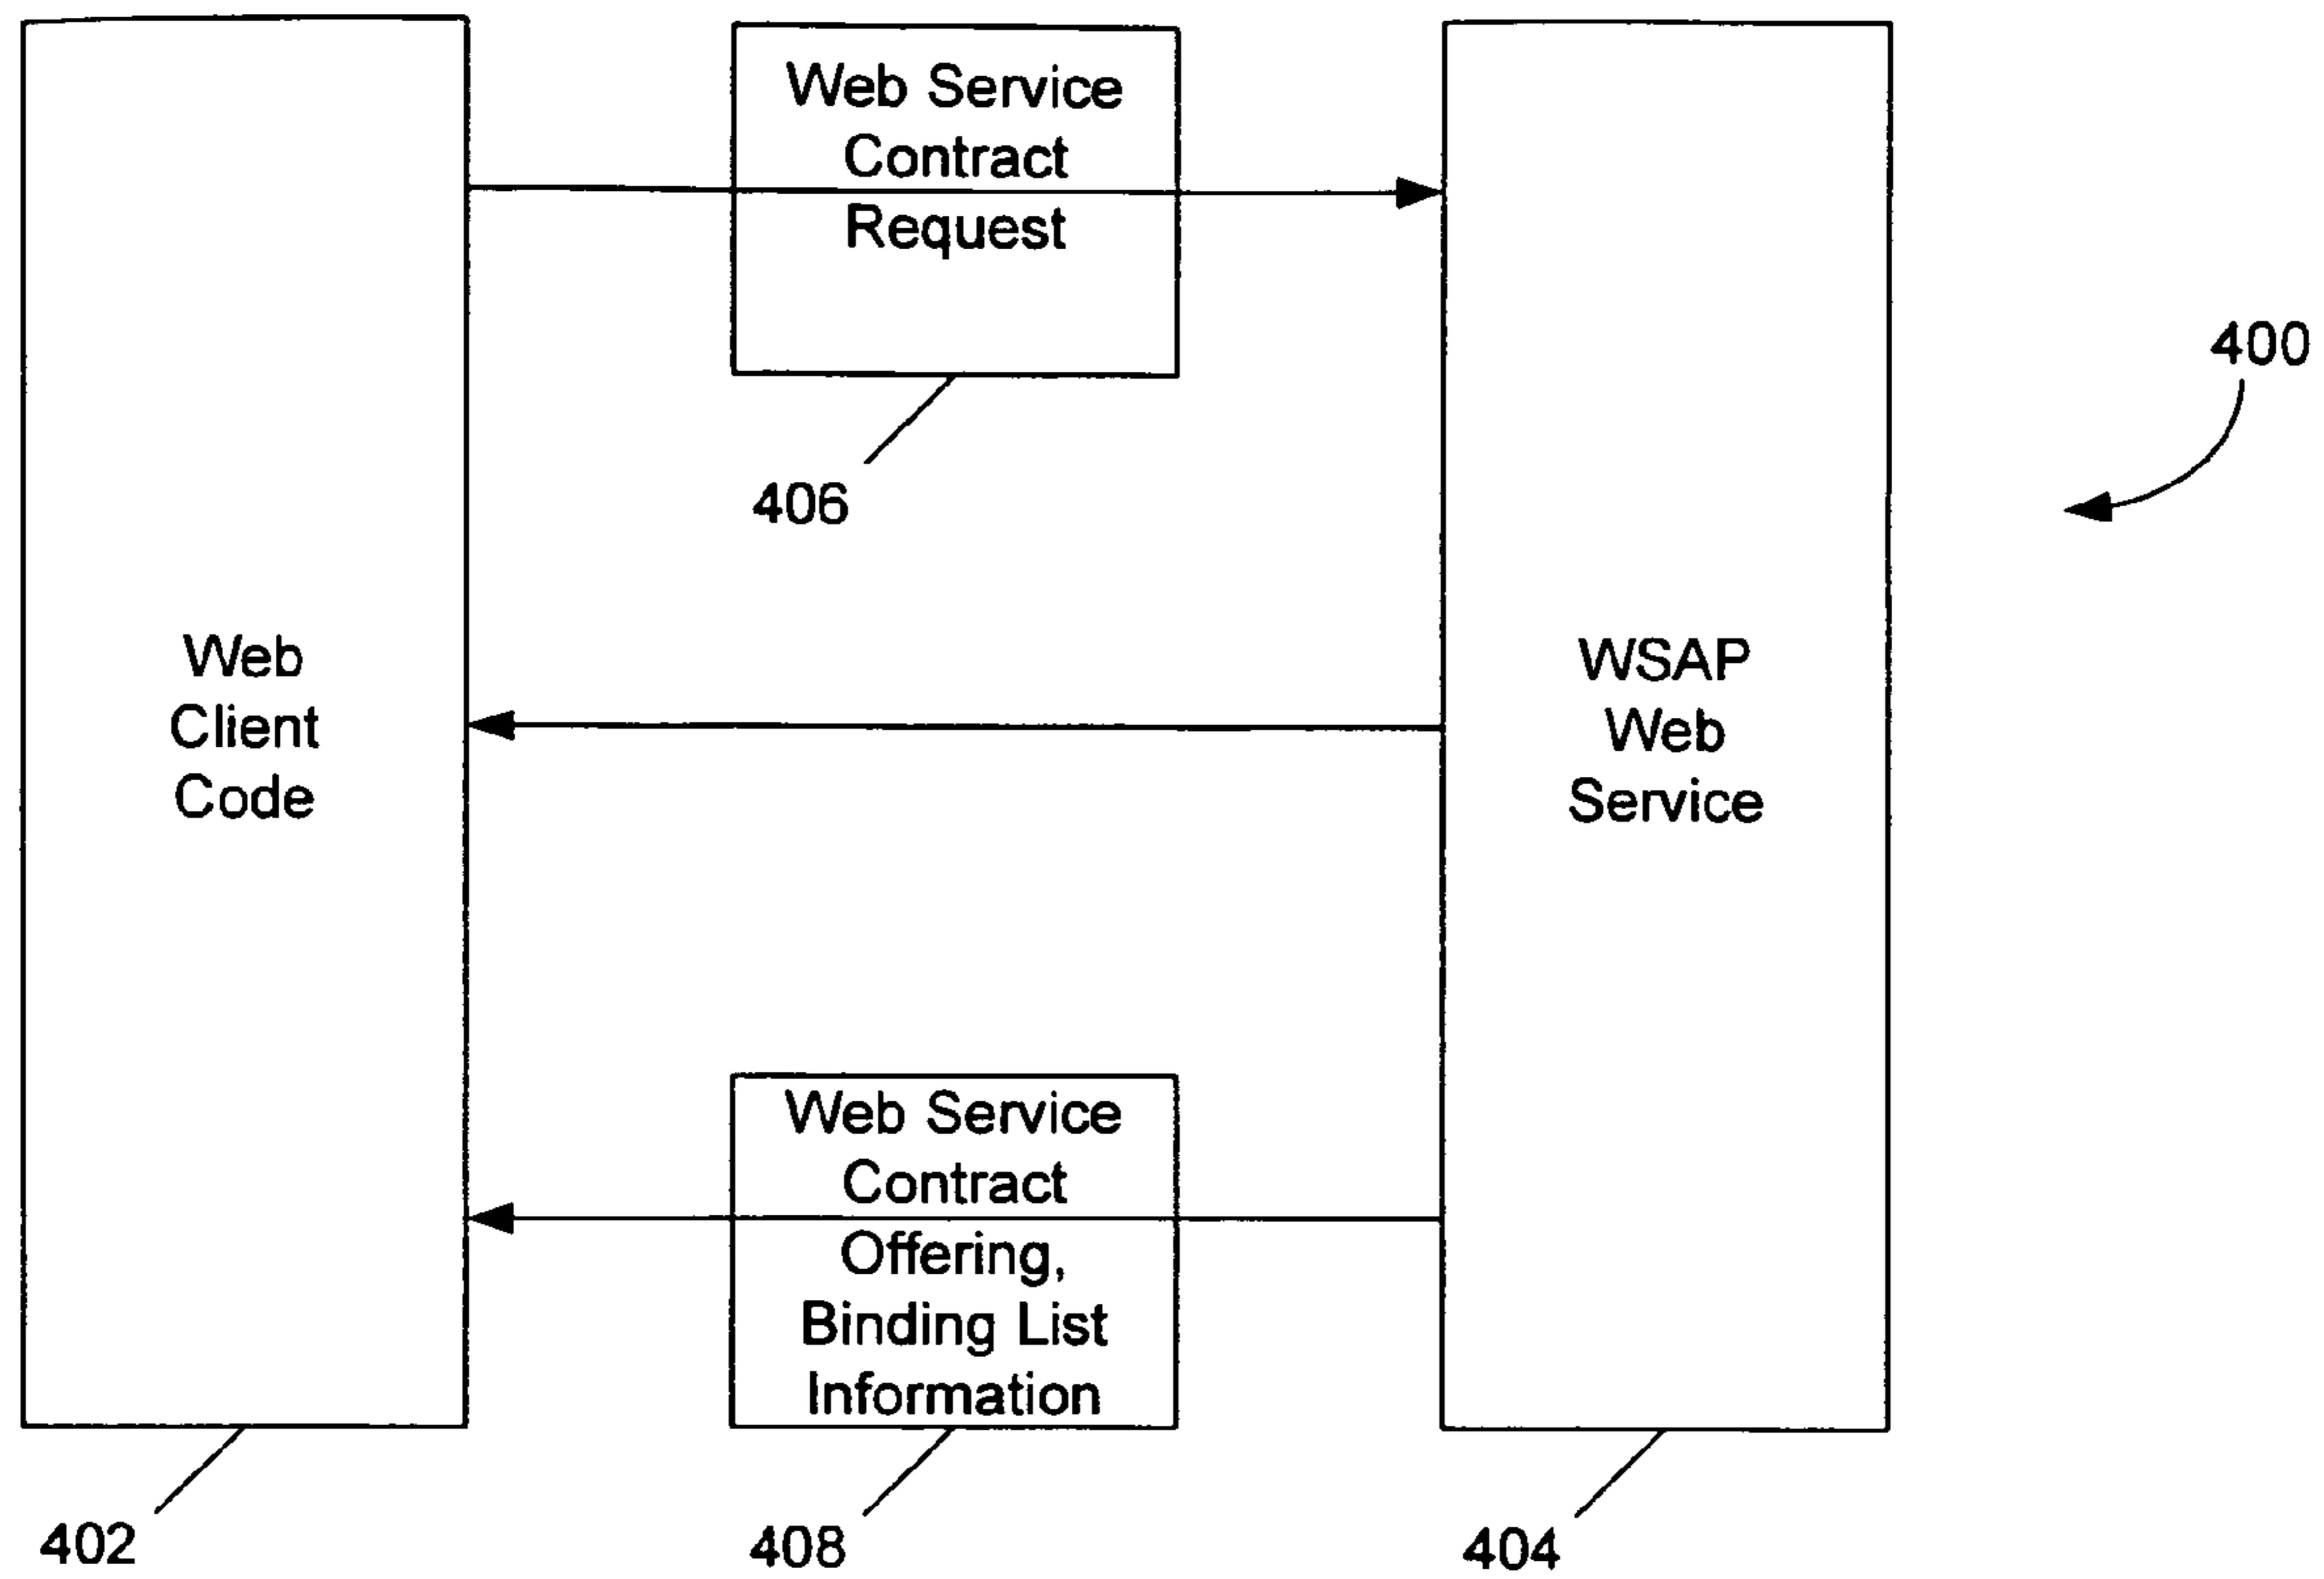 Web Service
Contract
Request
400
406
Web
Client
Code
WSAP
Web
Service
Web Service
Contract
Offering,
Binding List
Information
402
408
404